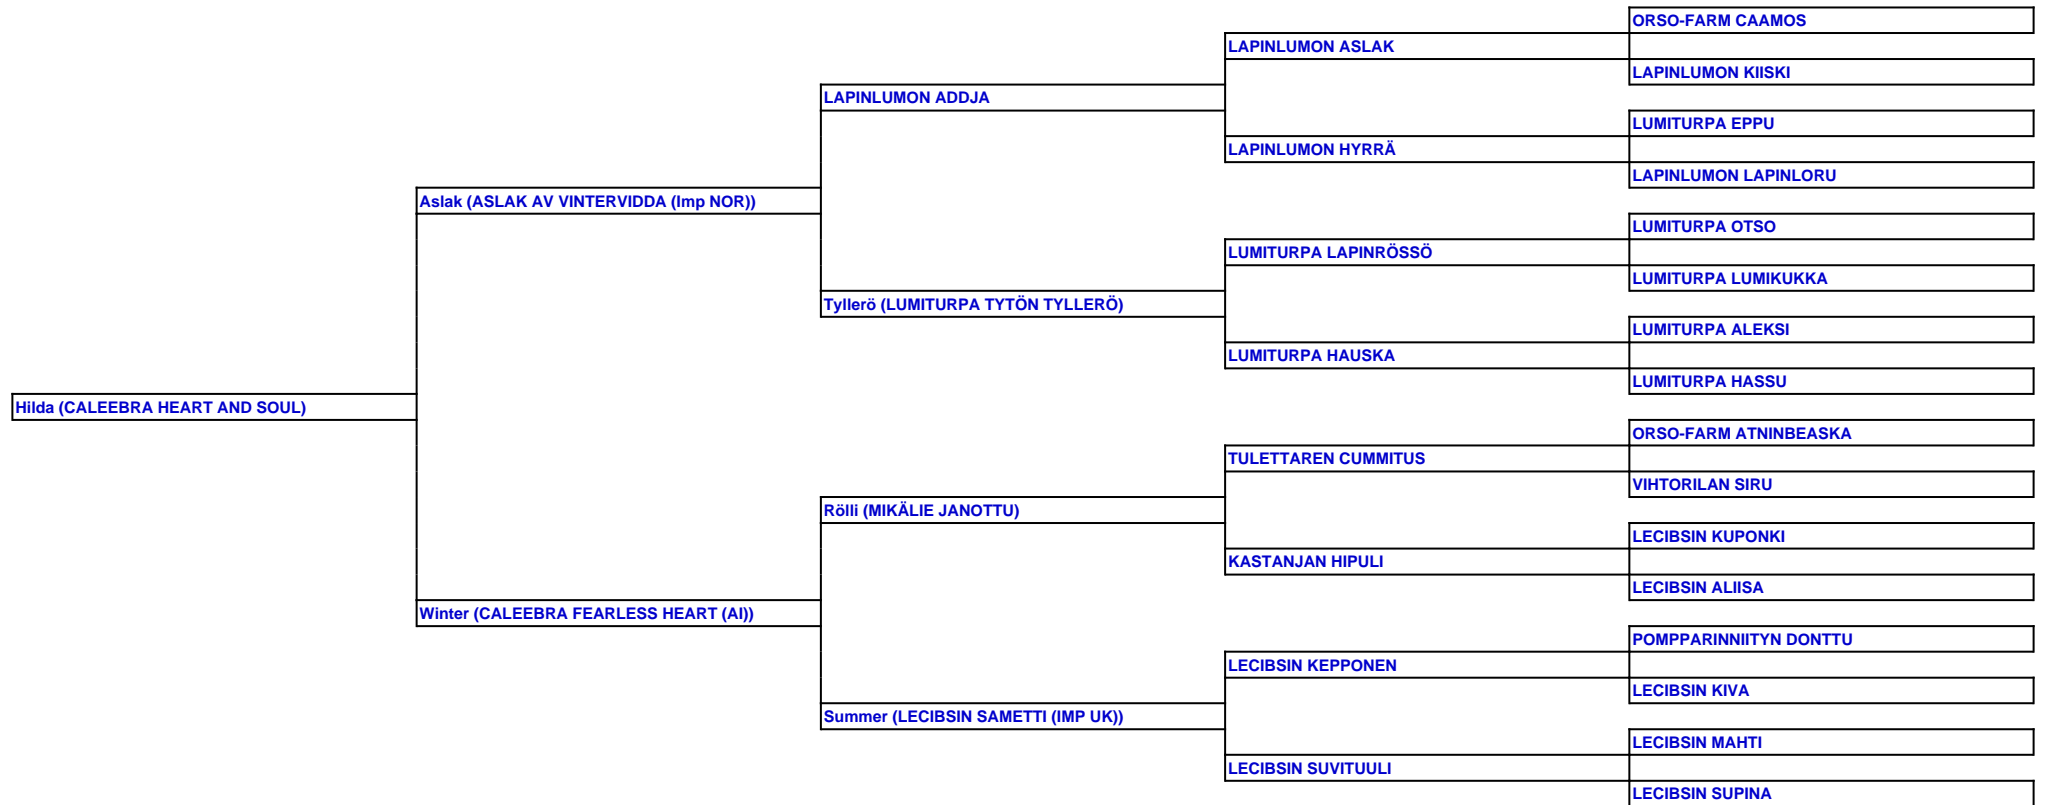 ORSO-FARM CAAMOS
LAPINLUMON ASLAK
LAPINLUMON KIISKI
LAPINLUMON ADDJA
LUMITURPA EPPU
LAPINLUMON HYRRÄ
LAPINLUMON LAPINLORU
Aslak (ASLAK AV VINTERVIDDA (Imp NOR))
LUMITURPA OTSO
LUMITURPA LAPINRÖSSÖ
LUMITURPA LUMIKUKKA
Tyllerö (LUMITURPA TYTÖN TYLLERÖ)
LUMITURPA ALEKSI
LUMITURPA HAUSKA
LUMITURPA HASSU
Hilda (CALEEBRA HEART AND SOUL)
ORSO-FARM ATNINBEASKA
TULETTAREN CUMMITUS
VIHTORILAN SIRU
Rölli (MIKÄLIE JANOTTU)
LECIBSIN KUPONKI
KASTANJAN HIPULI
LECIBSIN ALIISA
Winter (CALEEBRA FEARLESS HEART (AI))
POMPPARINNIITYN DONTTU
LECIBSIN KEPPONEN
LECIBSIN KIVA
Summer (LECIBSIN SAMETTI (IMP UK))
LECIBSIN MAHTI
LECIBSIN SUVITUULI
LECIBSIN SUPINA